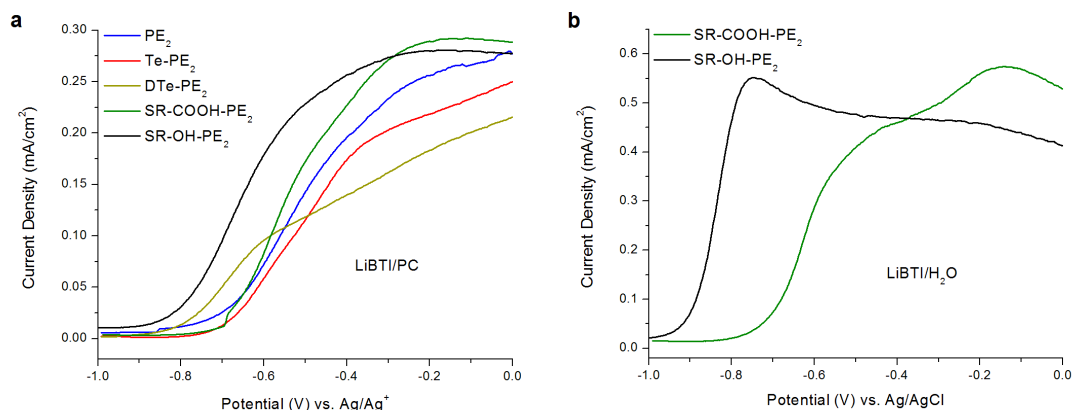 a
Current Density (mA/cm²)
0.30
0.25
0.20
0.15
0.10
0.05
0.00
PE₂
Te-PE₂
DTe-PE₂
SR-COOH-PE₂
SR-OH-PE₂
LiBTI/PC
-1.0 -0.8 -0.6 -0.4 -0.2 0.0
Potential (V) vs. Ag/Ag⁺
b
Current Density (mA/cm²)
0.6
0.5
0.4
0.3
0.2
0.1
0.0
SR-COOH-PE₂
SR-OH-PE₂
LiBTI/H₂O
-1.0 -0.8 -0.6 -0.4 -0.2 0.0
Potential (V) vs. Ag/AgCl